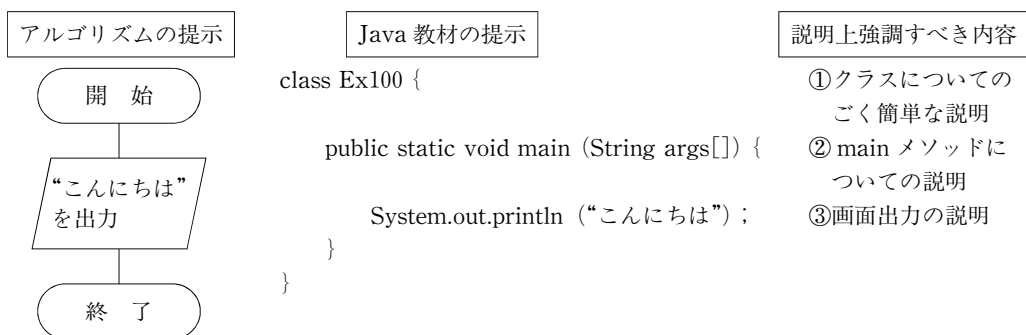 アルゴリズムの提示
Java 教材の提示
説明上強調すべき内容
開 始
“こんにちは”
を出力
終 了
class Ex100 {
public static void main (String args[]) {
System.out.println (“こんにちは”) ;
}
}
①クラスについての
ごく簡単な説明
② main メソッドに
ついての説明
③画面出力の説明